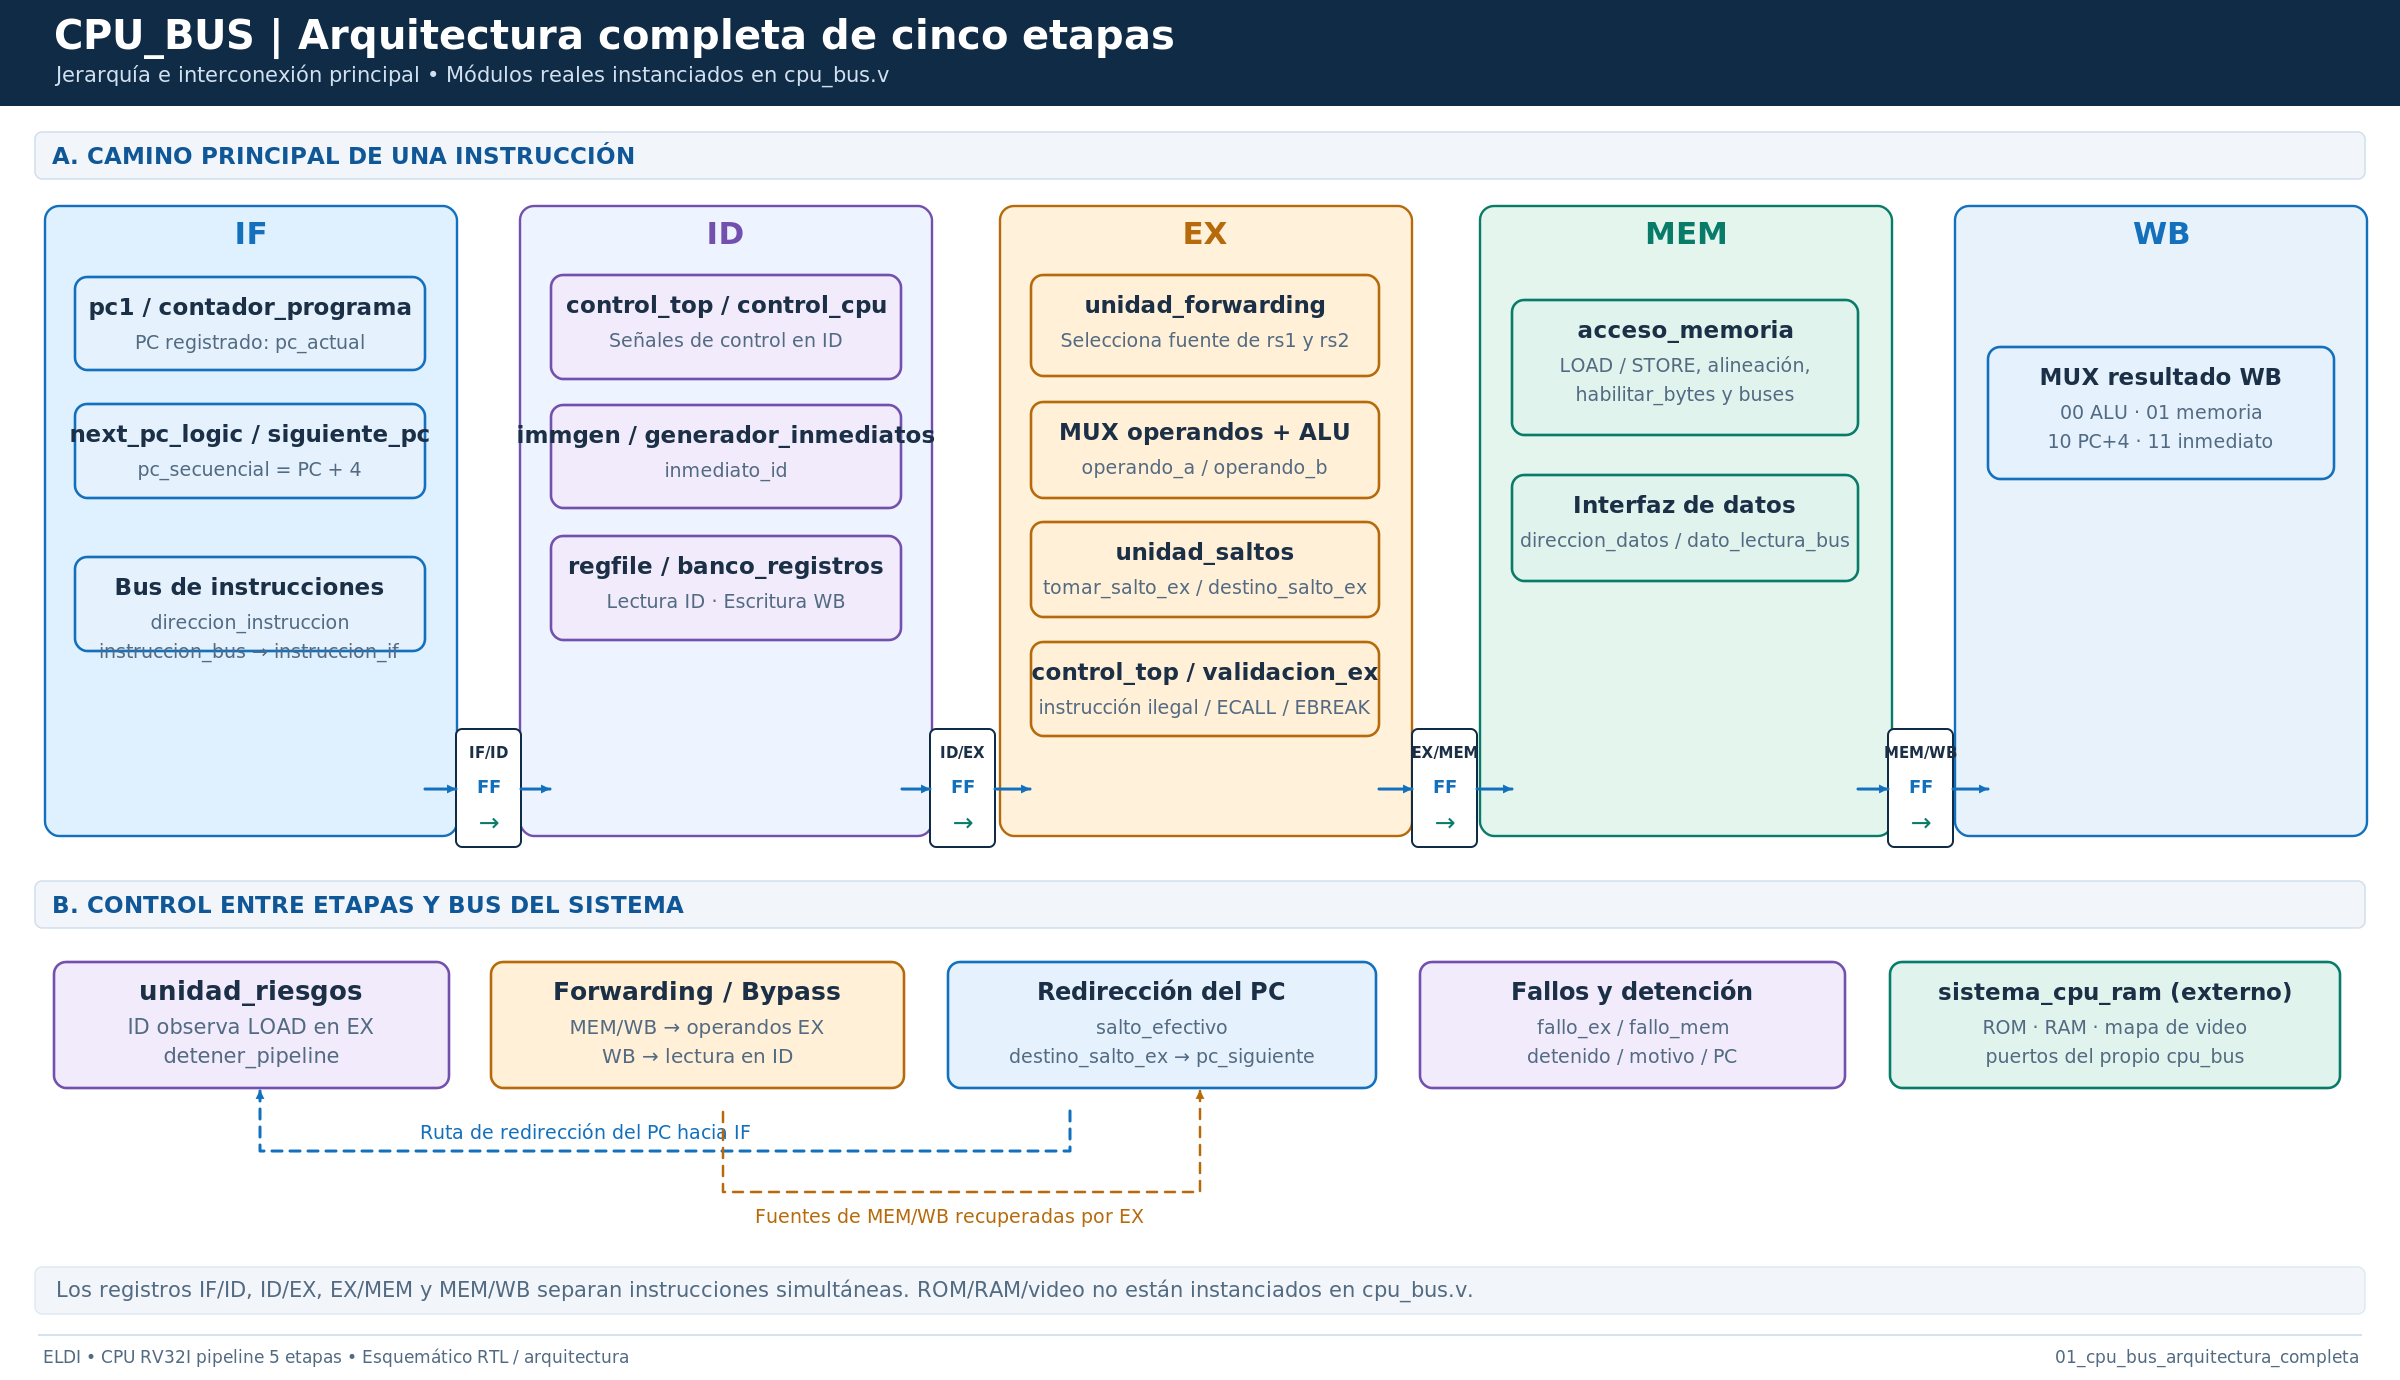 CPU_BUS | Arquitectura completa de cinco etapas
Jerarquía e interconexión principal • Módulos reales instanciados en cpu_bus.v
A. CAMINO PRINCIPAL DE UNA INSTRUCCIÓN
IF
pc1 / contador_programa
PC registrado: pc_actual
next_pc_logic / siguiente_pc
pc_secuencial = PC + 4
Bus de instrucciones
direccion_instruccion
instruccion_bus → instruccion_if
IF/ID
FF
→
ID
control_top / control_cpu
Señales de control en ID
immgen / generador_inmediatos
inmediato_id
regfile / banco_registros
Lectura ID · Escritura WB
ID/EX
FF
→
EX
unidad_forwarding
Selecciona fuente de rs1 y rs2
MUX operandos + ALU
operando_a / operando_b
unidad_saltos
tomar_salto_ex / destino_salto_ex
control_top / validacion_ex
instrucción ilegal / ECALL / EBREAK
EX/MEM
FF
→
MEM
acceso_memoria
LOAD / STORE, alineación,
habilitar_bytes y buses
Interfaz de datos
direccion_datos / dato_lectura_bus
MEM/WB
FF
→
WB
MUX resultado WB
00 ALU · 01 memoria
10 PC+4 · 11 inmediato
B. CONTROL ENTRE ETAPAS Y BUS DEL SISTEMA
unidad_riesgos
ID observa LOAD en EX
detener_pipeline
Forwarding / Bypass
MEM/WB → operandos EX
WB → lectura en ID
Redirección del PC
salto_efectivo
destino_salto_ex → pc_siguiente
Fallos y detención
fallo_ex / fallo_mem
detenido / motivo / PC
sistema_cpu_ram (externo)
ROM · RAM · mapa de video
puertos del propio cpu_bus
Ruta de redirección del PC hacia IF
Fuentes de MEM/WB recuperadas por EX
Los registros IF/ID, ID/EX, EX/MEM y MEM/WB separan instrucciones simultáneas. ROM/RAM/video no están instanciados en cpu_bus.v.
ELDI • CPU RV32I pipeline 5 etapas • Esquemático RTL / arquitectura
01_cpu_bus_arquitectura_completa